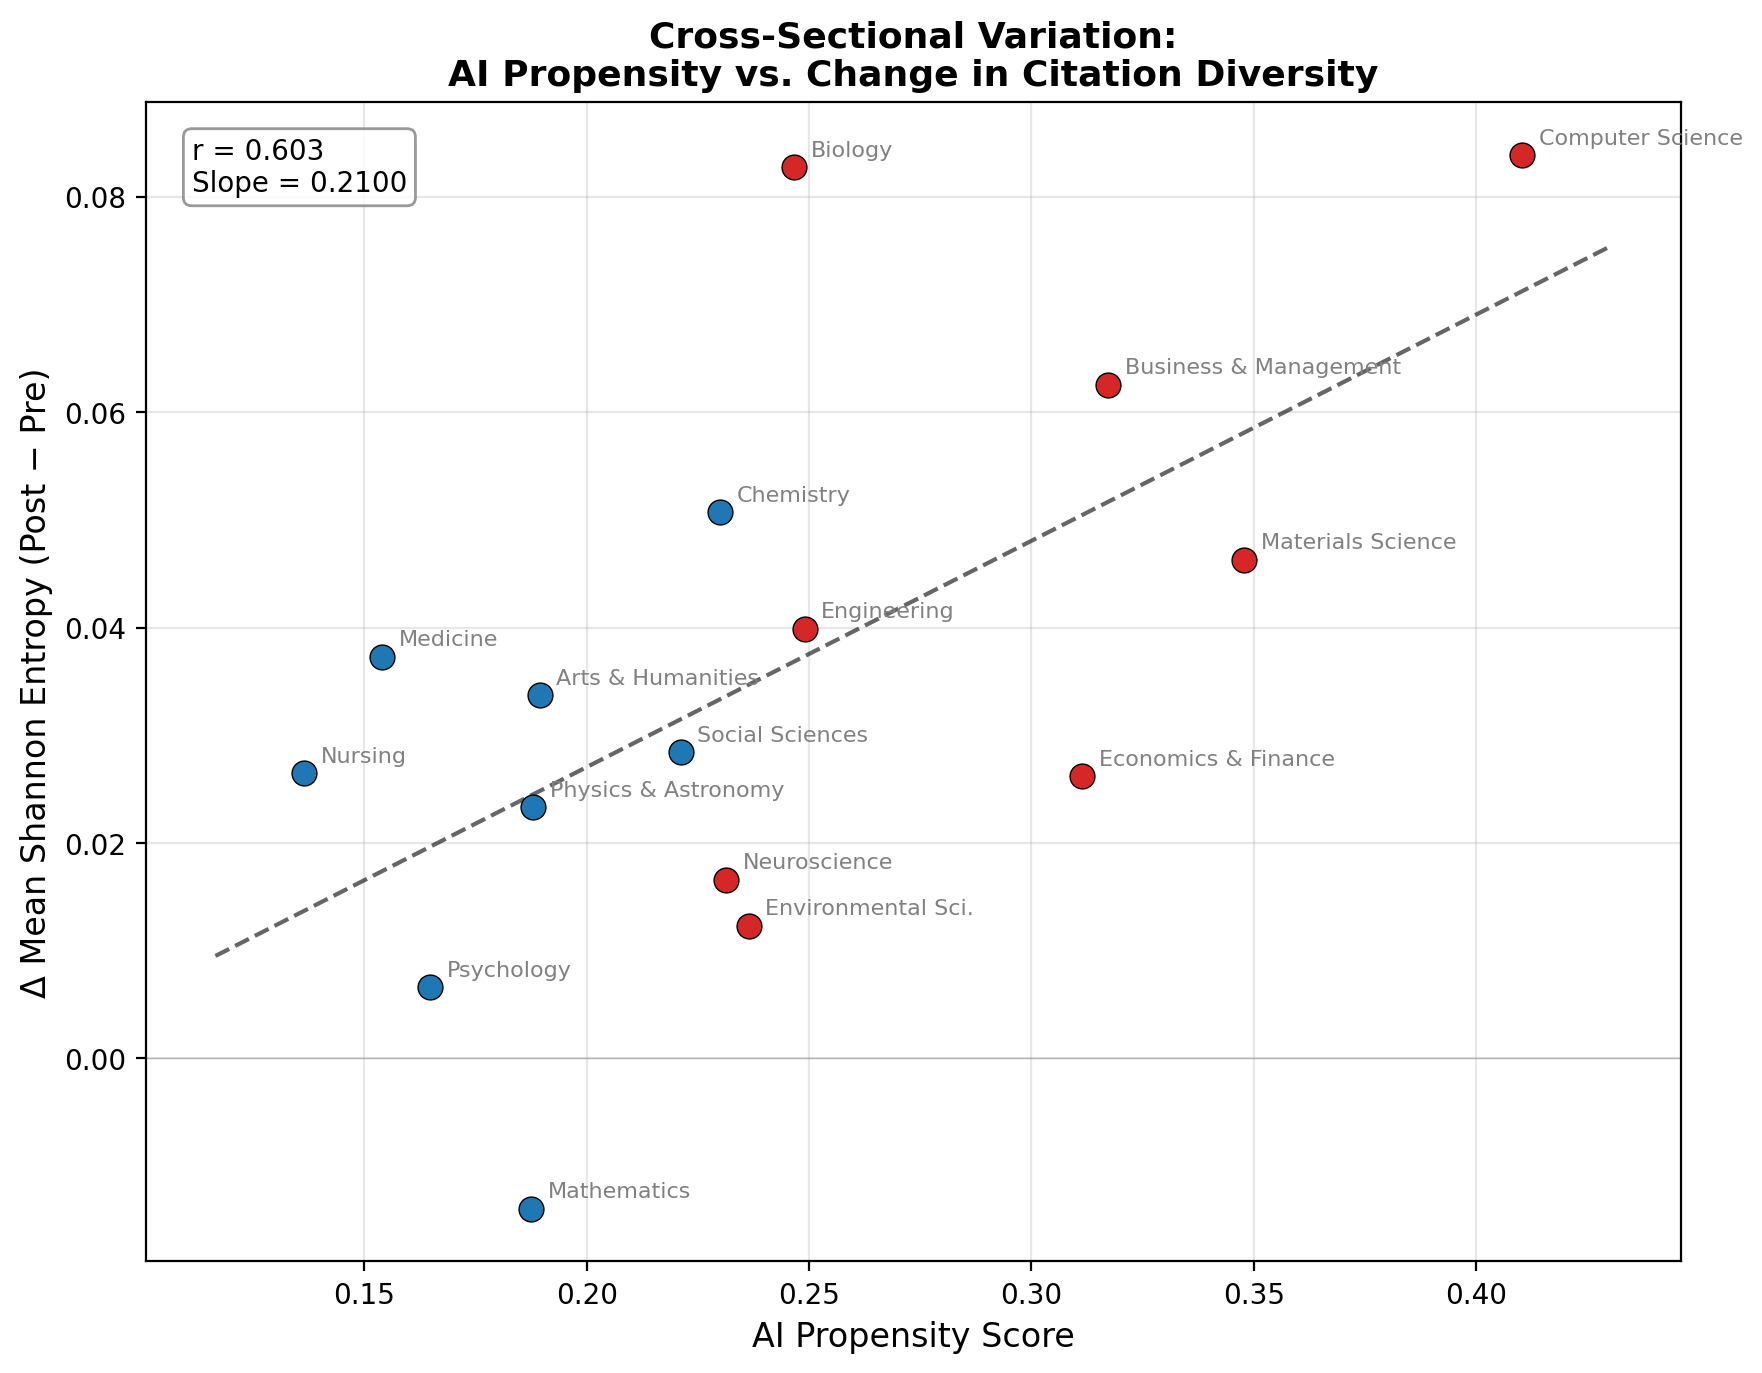 Cross-Sectional Variation:
AI Propensity vs. Change in Citation Diversity
r = 0.603
Slope = 0.2100
Biology
Computer Science
Business & Management
Chemistry
Materials Science
Engineering
Medicine
Arts & Humanities
Social Sciences
Nursing
Economics & Finance
Physics & Astronomy
Neuroscience
Environmental Sci.
Psychology
Mathematics
Δ Mean Shannon Entropy (Post − Pre)
0.08
0.06
0.04
0.02
0.00
0.15 0.20 0.25 0.30 0.35 0.40
AI Propensity Score